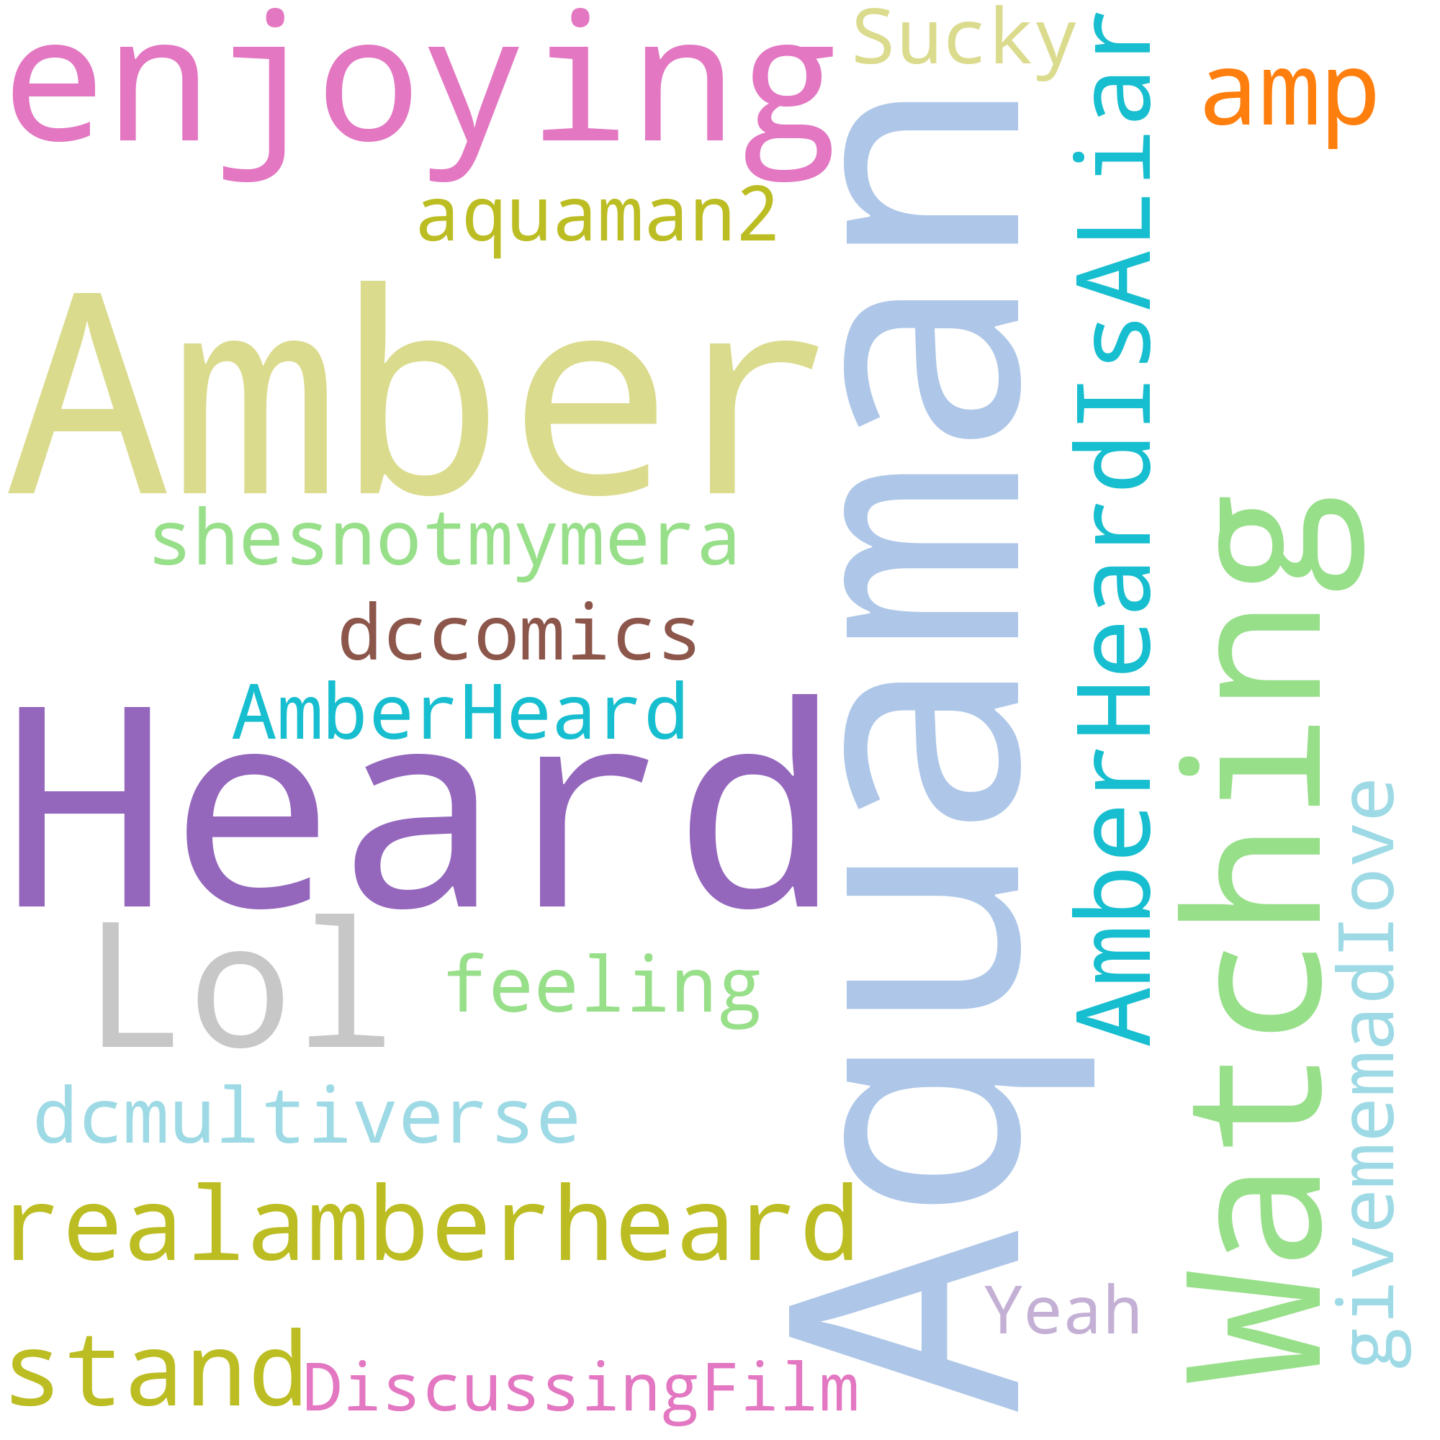 enjoying
Sucky
amp
aquaman2
Amber
Aquaman
AmberHeardIsALiar
Watching
shesnotmymera
dccomics
AmberHeard
Heard
Lol
feeling
givememadIove
dcmultiverse
realamberheard
Yeah
stand
DiscussingFilm